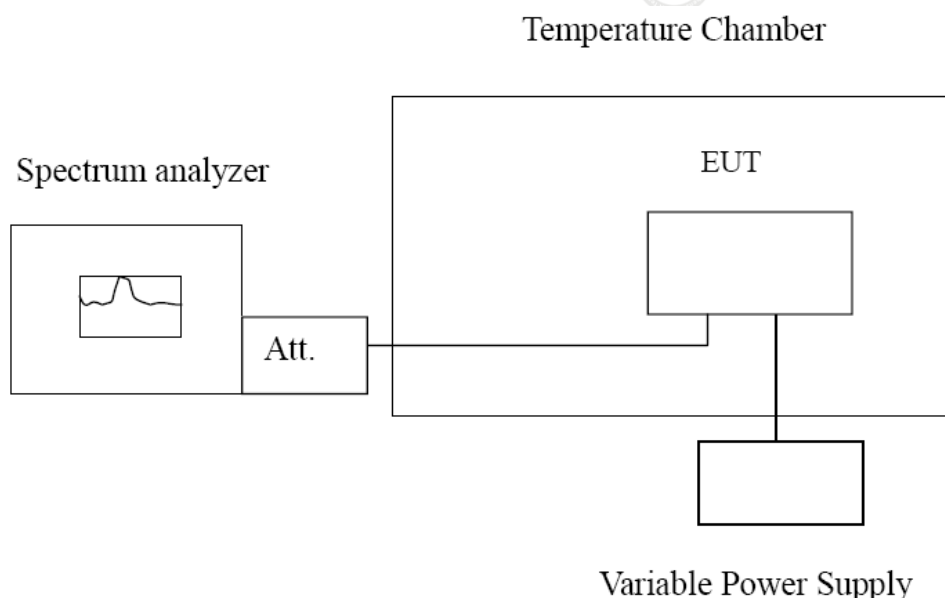 Temperature Chamber
Spectrum analyzer
EUT
Att.
Variable Power Supply